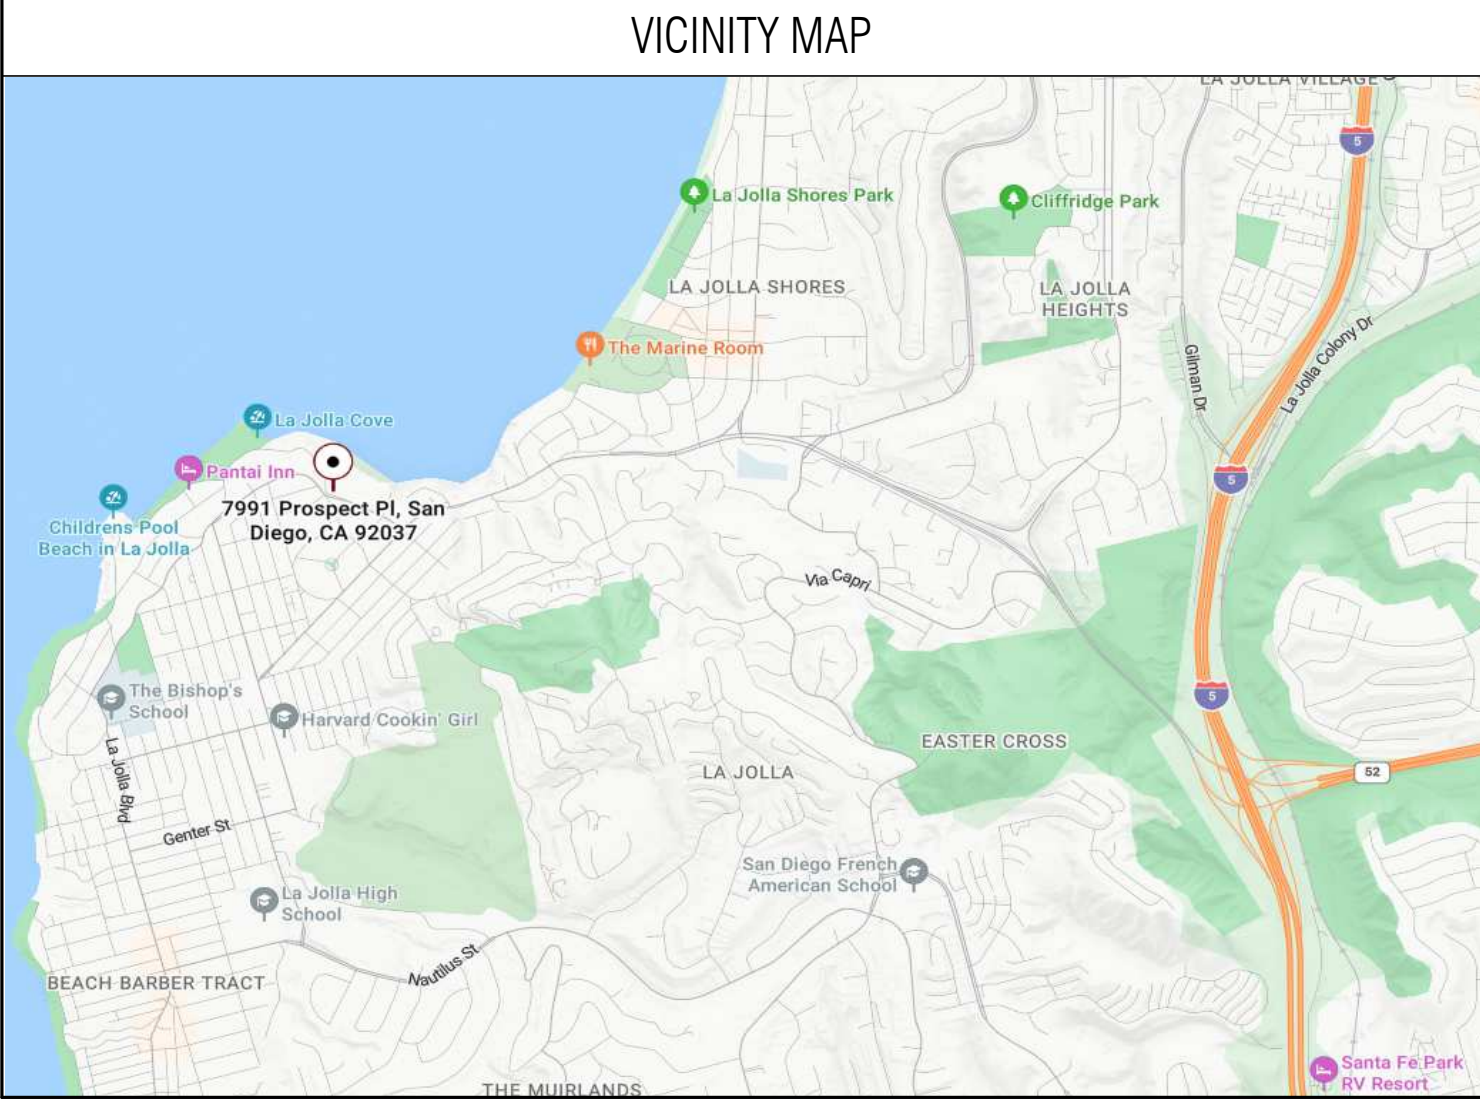 VICINITY MAP
LA JOLLA VILLAGE
5
La Jolla Shores Park
Cliffridge Park
LA JOLLA SHORES
LA JOLLA
HEIGHTS
La Jolla Colony Dr
Gilman Dr
The Marine Room
La Jolla Cove
Pantai Inn
5
Childrens Pool
Beach in La Jolla
7991 Prospect Pl, San
Diego, CA 92037
Via Capri
The Bishop's
School
5
Harvard Cookin' Girl
EASTER CROSS
La Jolla Blvd
LA JOLLA
52
Genter St
San Diego French
American School
La Jolla High
School
Nautilus St
BEACH BARBER TRACT
Santa Fe Park
RV Resort
THE MUIRLANDS